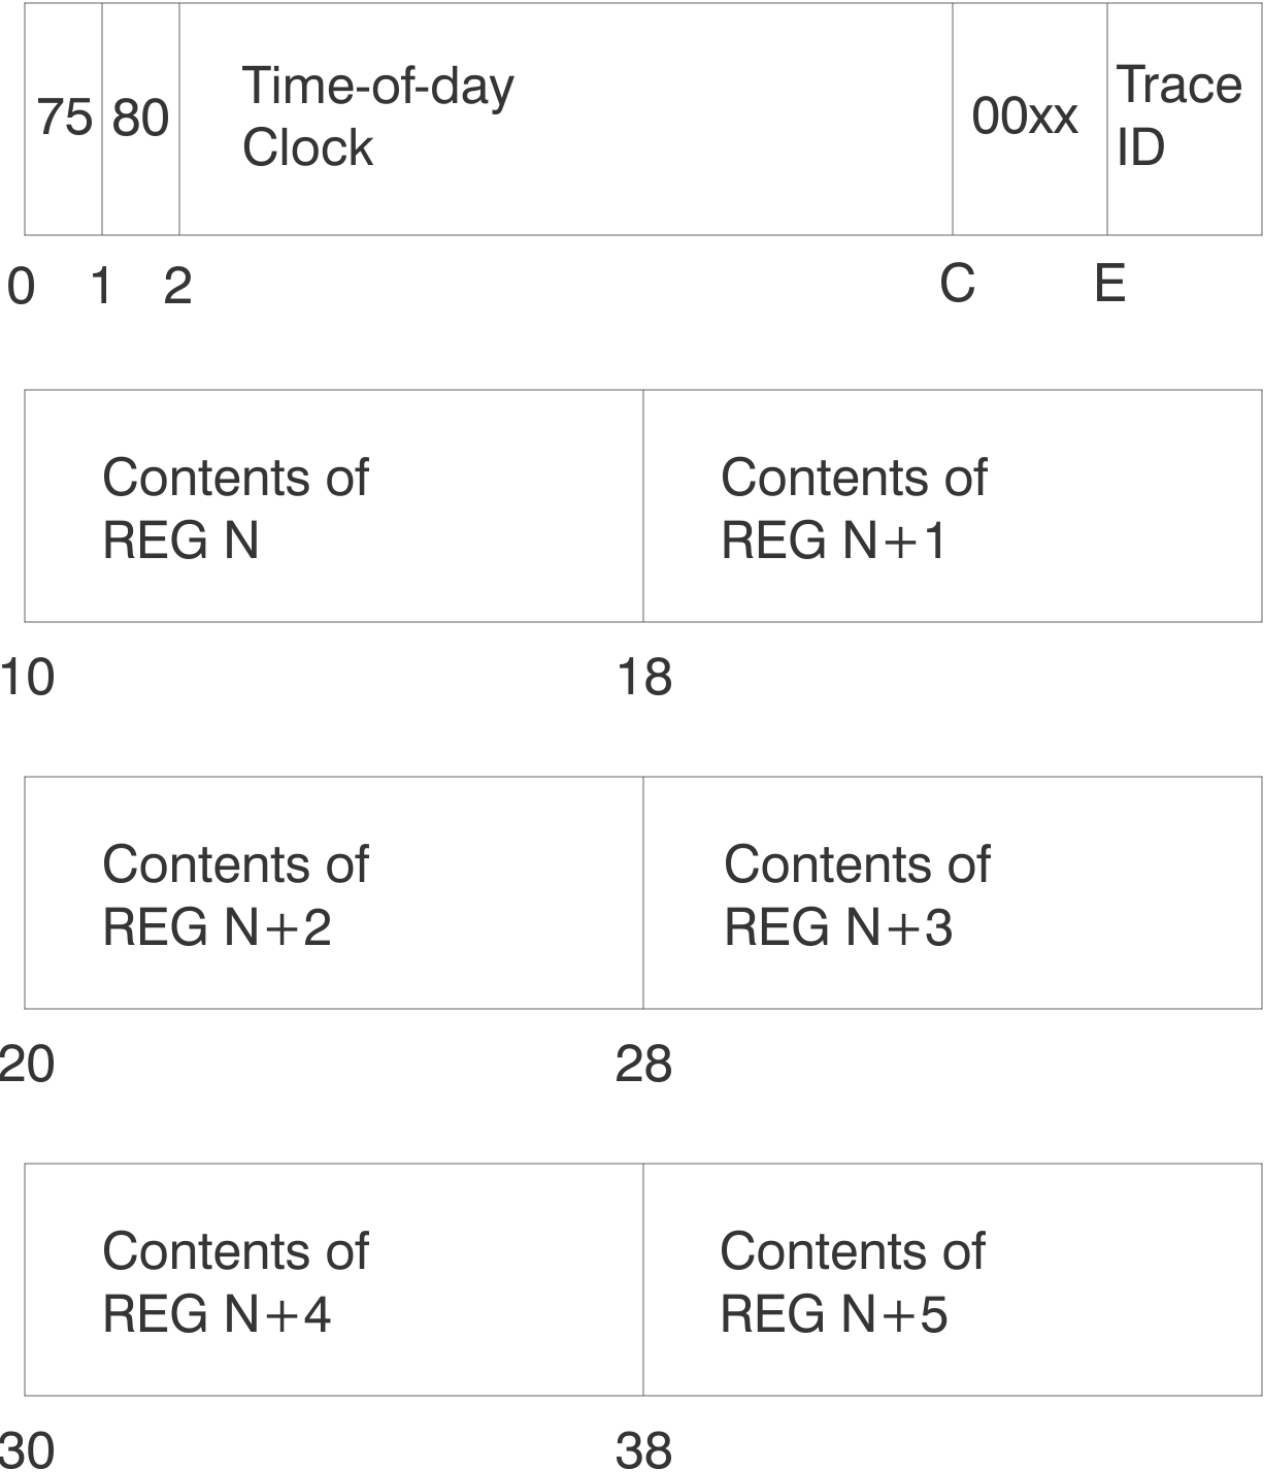 75 80 Time-of-day Clock 00xx Trace ID
0 1 2 C E
Contents of REG N Contents of REG N+1
10 18
Contents of REG N+2 Contents of REG N+3
20 28
Contents of REG N+4 Contents of REG N+5
30 38